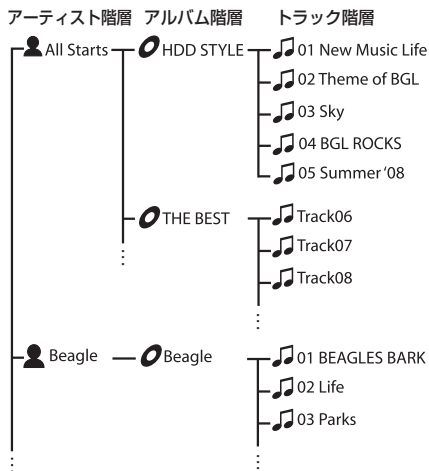 アーティスト階層 アルバム階層 トラック階層
All Starts HDD STYLE 01 New Music Life
02 Theme of BGL
03 Sky
04 BGL ROCKS
05 Summer '08
THE BEST Track06
Track07
Track08
Beagle Beagle 01 BEAGLES BARK
02 Life
03 Parks